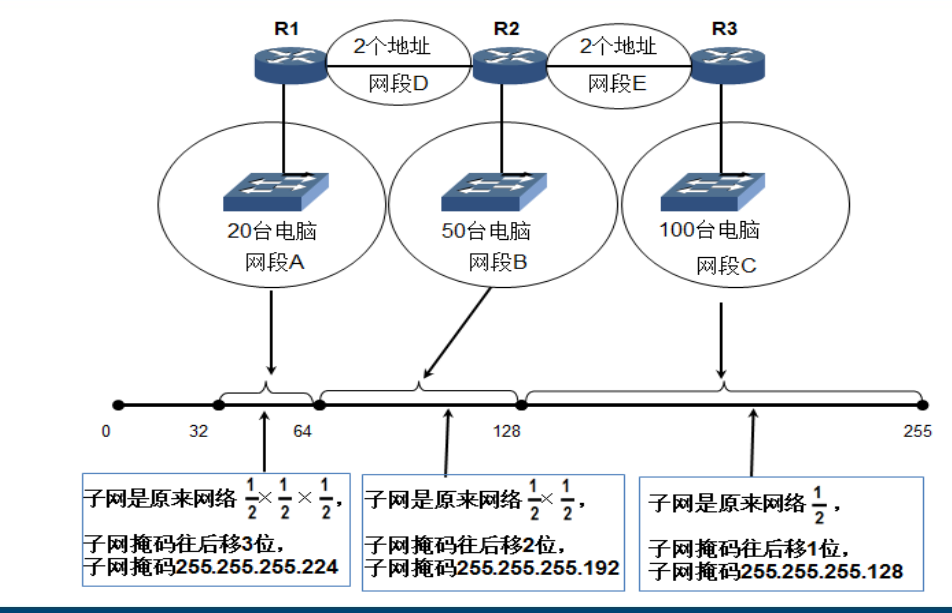 R1
R2
R3
2个地址
2个地址
网段D
网段E
20台电脑
50台电脑
100台电脑
网段A
网段B
网段C
0
32
64
128
255
子网是原来网络 1/2 × 1/2 × 1/2,
子网掩码往后移3位,
子网掩码255.255.255.224
子网是原来网络 1/2 × 1/2,
子网掩码往后移2位,
子网掩码255.255.255.192
子网是原来网络 1/2,
子网掩码往后移1位,
子网掩码255.255.255.128